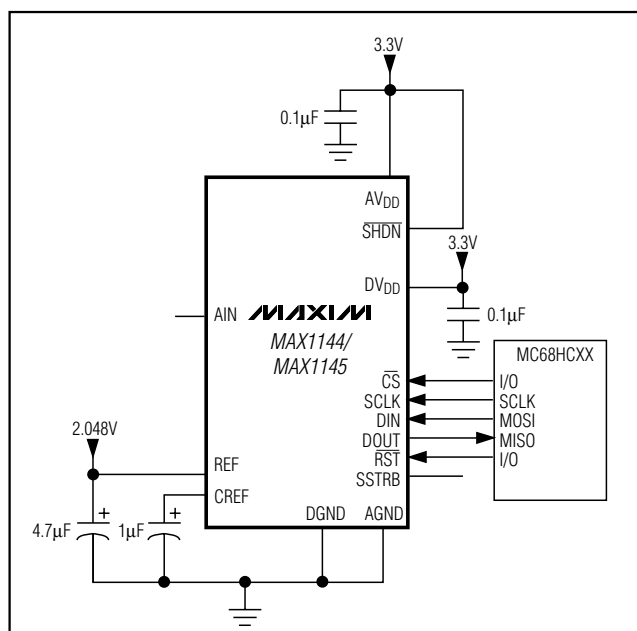 3.3V
0.1µF
AVDD
SHDN
3.3V
DVDD
0.1µF
AIN
MAXIM
MAX1144/
MAX1145
MC68HCXX
CS
I/O
SCLK
SCLK
DIN
MOSI
DOUT
MISO
RST
I/O
SSTRB
2.048V
REF
CREF
+
+
4.7µF
1µF
DGND
AGND